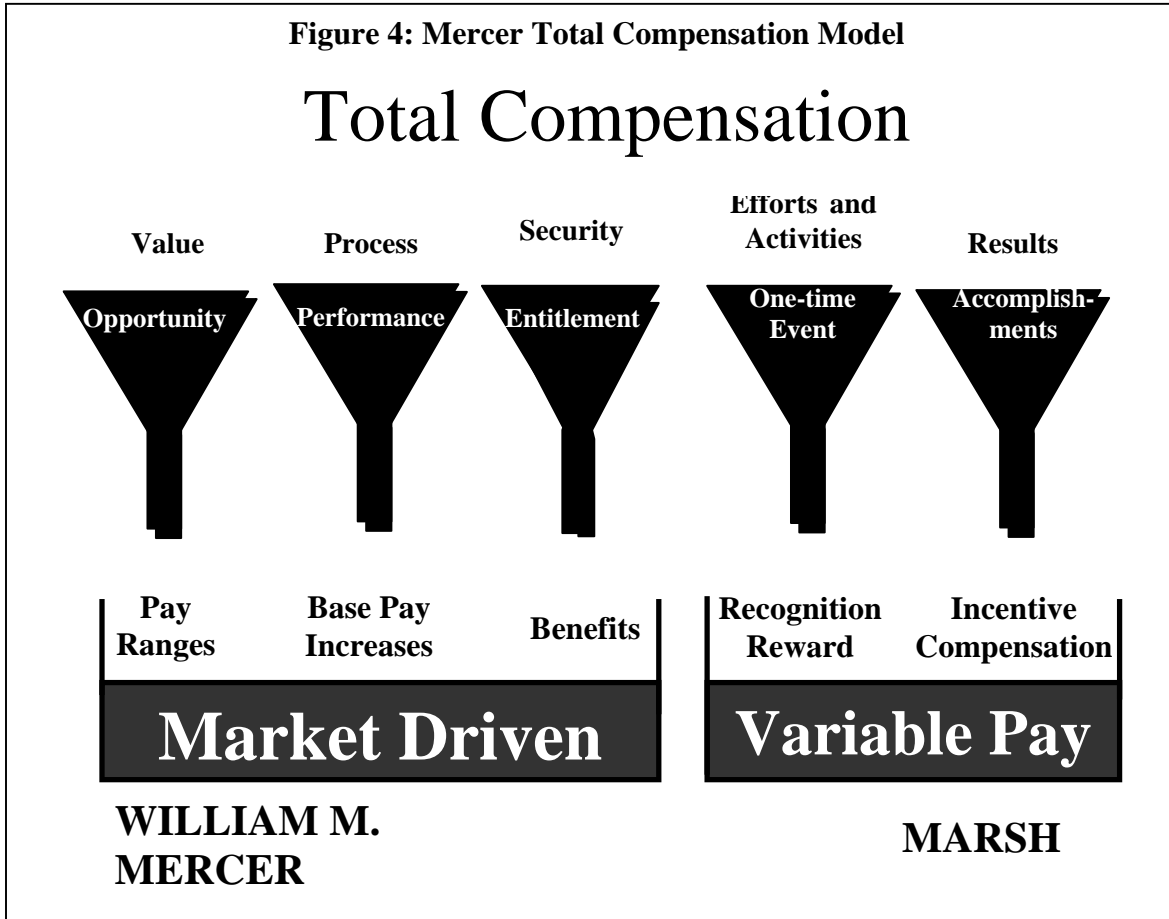 Figure 4: Mercer Total Compensation Model
Total Compensation
Value
Process
Security
Efforts and
Activities
Results
Opportunity
Performance
Entitlement
One-time
Event
Accomplish-
ments
Pay
Ranges
Base Pay
Increases
Benefits
Recognition
Reward
Incentive
Compensation
Market Driven
Variable Pay
WILLIAM M.
MERCER
MARSH